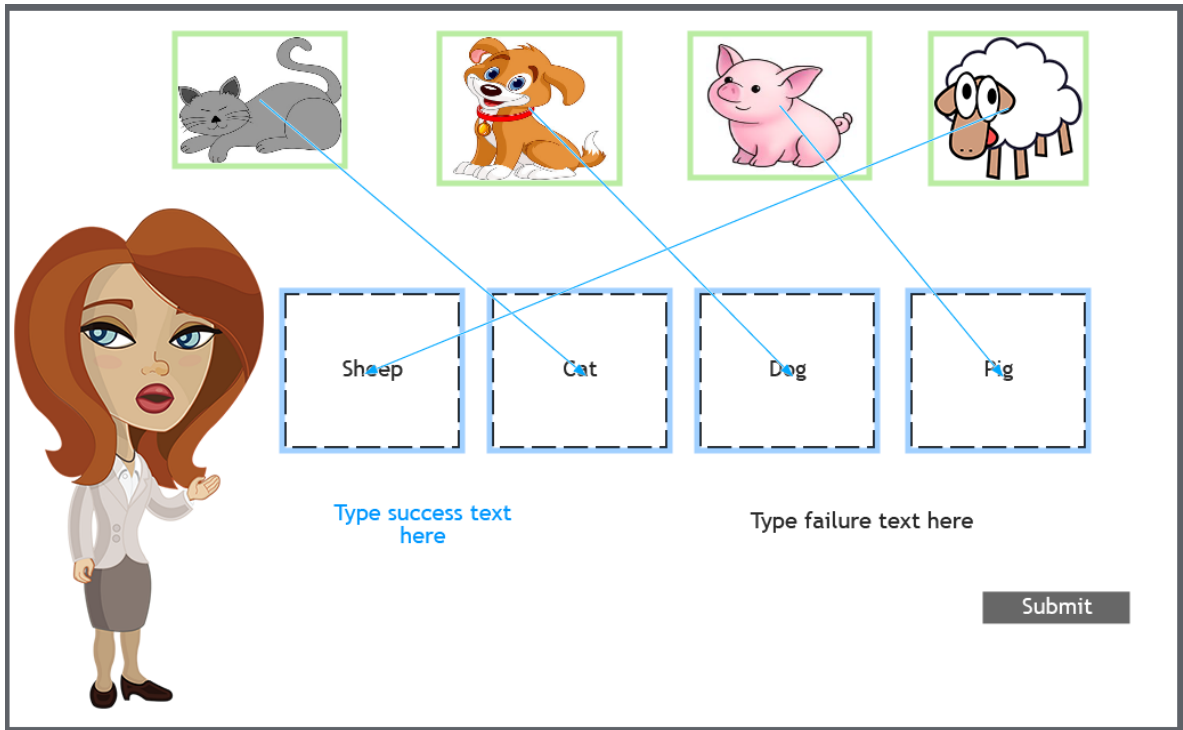 Sheep
Cat
Dog
Pig
Type success text
here
Type failure text here
Submit